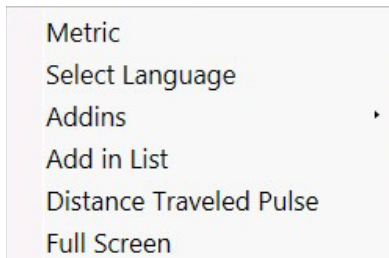 Metric
Select Language
Addins
Add in List
Distance Traveled Pulse
Full Screen